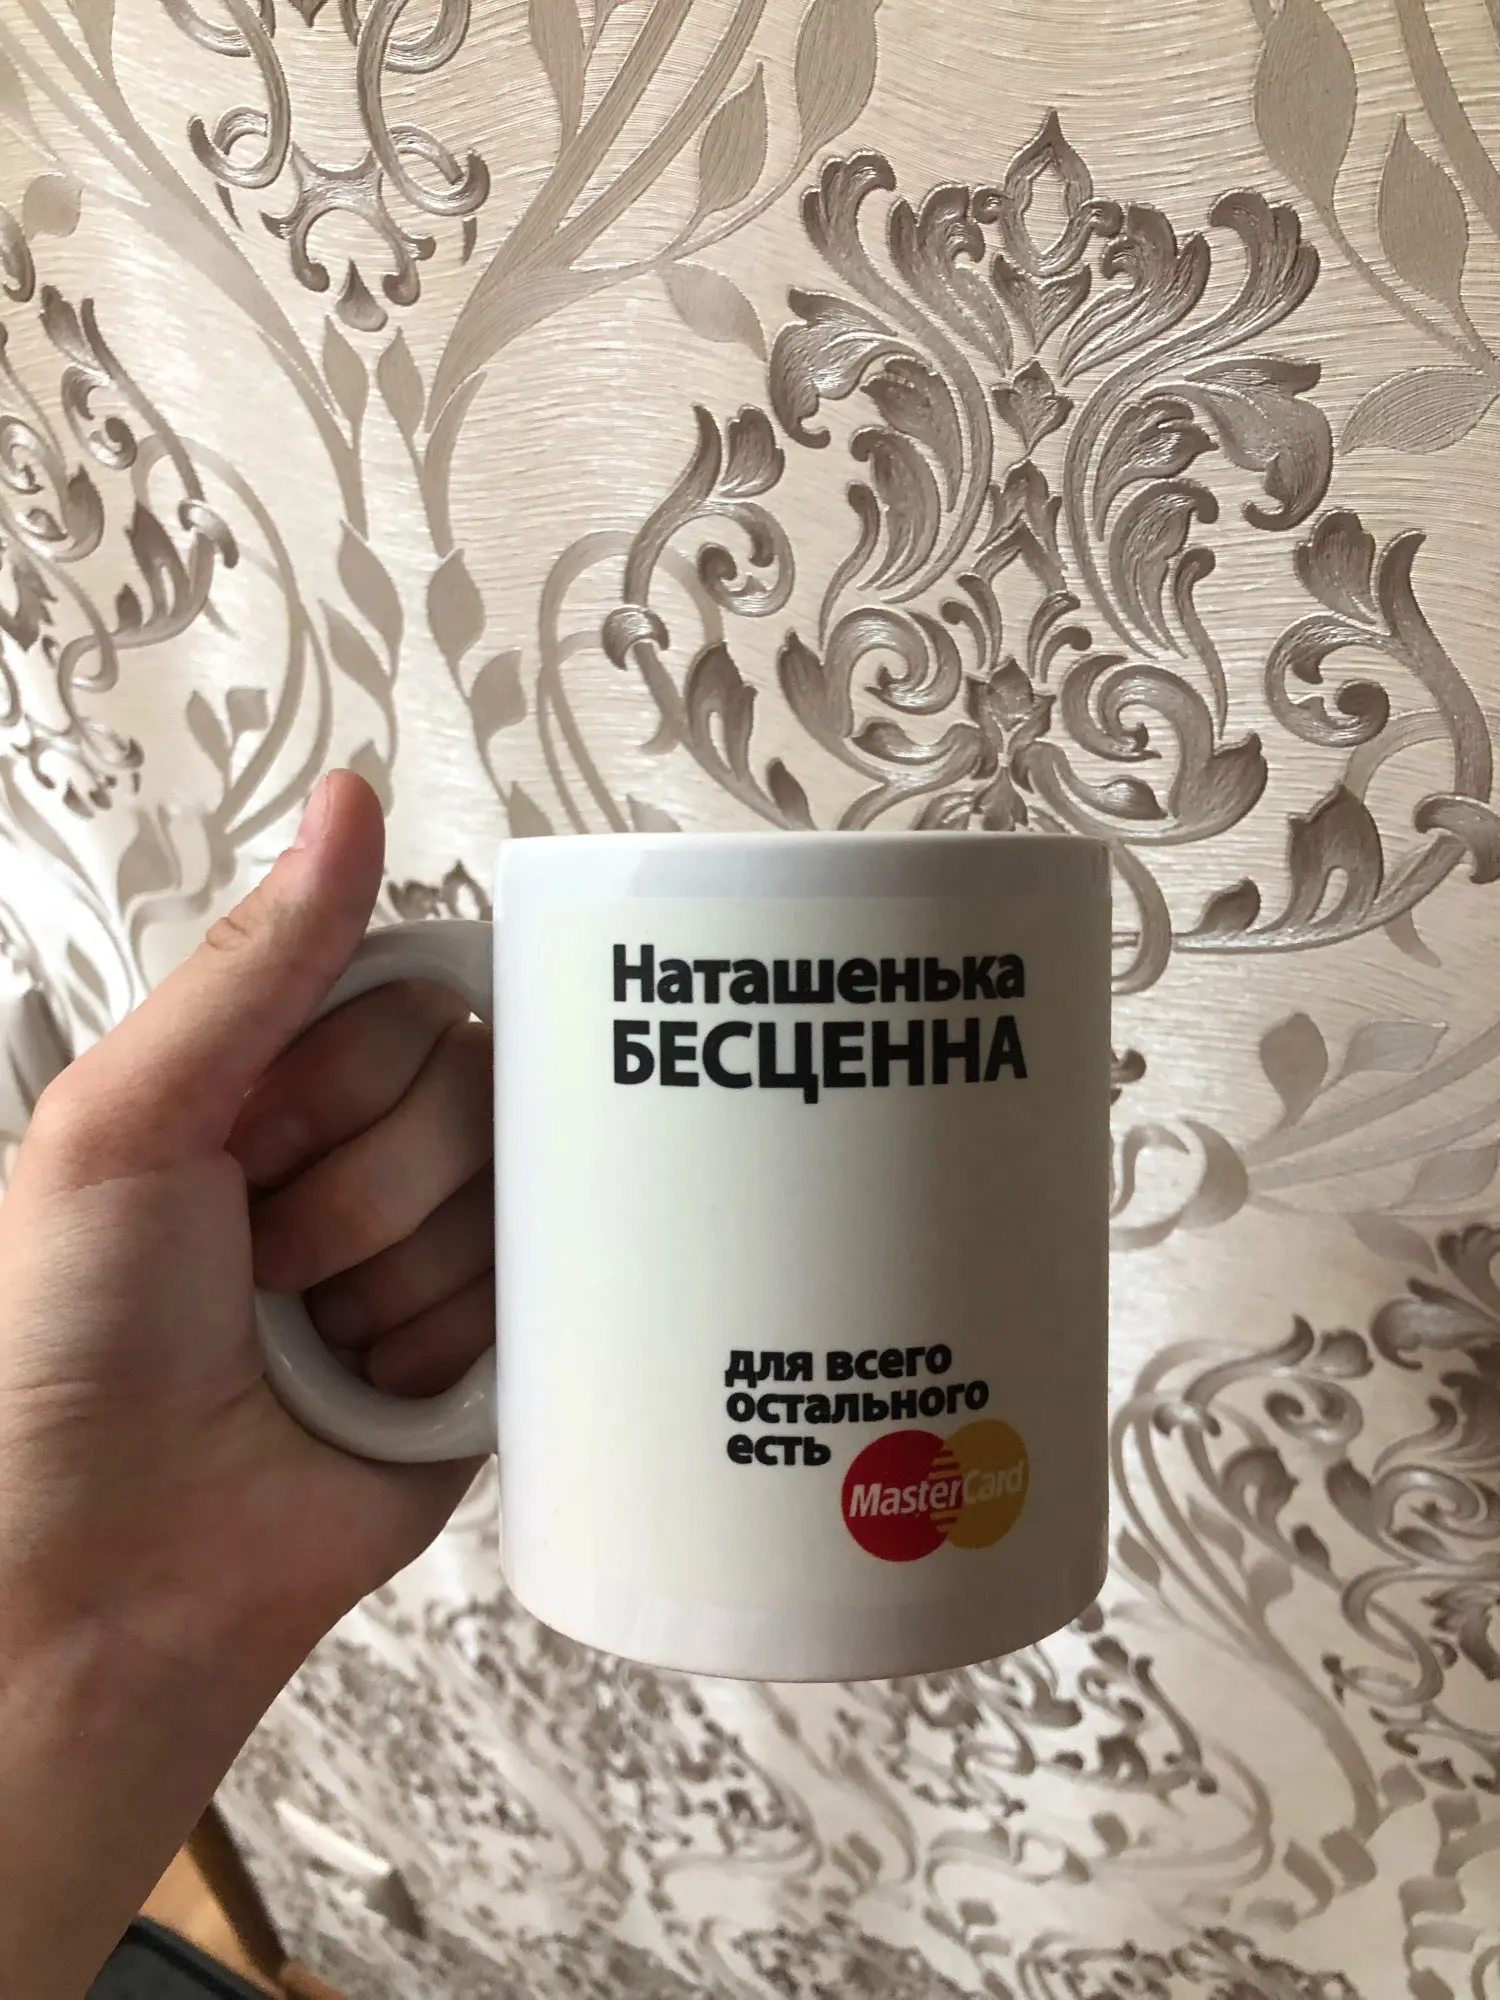 Наташенька
БЕСЦЕННА
для всего
остального
есть
MasterCard